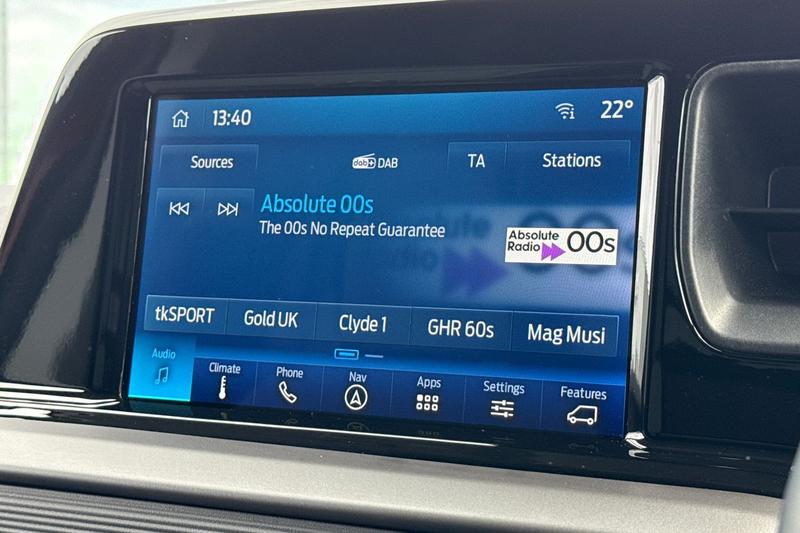 13:40
22°
Sources
dab+ DAB
TA
Stations
Absolute 00s
The 00s No Repeat Guarantee
Absolute
Radio 00s
tkSPORT
Gold UK
Clyde 1
GHR 60s
Mag Musi
Audio
Climate
Phone
Nav
Apps
Settings
Features